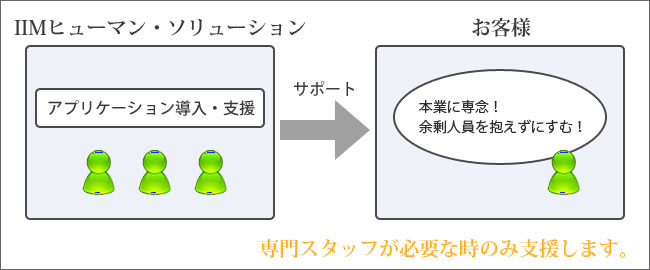 IIMヒューマン・ソリューション
お客様
アプリケーション導入・支援
サポート
本業に専念！
余剰人員を抱えずにすむ！
専門スタッフが必要な時のみ支援します。